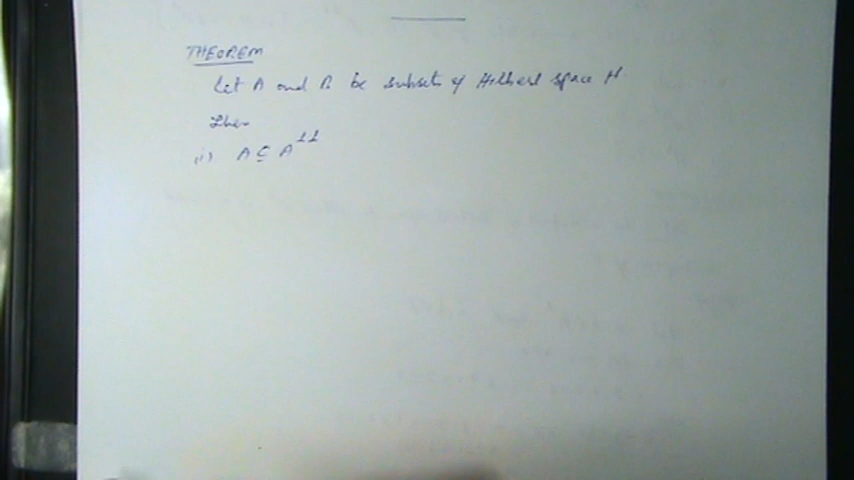 THEOREM
Let A and B be subsets of Hilbert space H.
Then
(i) A ⊆ A^⊥⊥